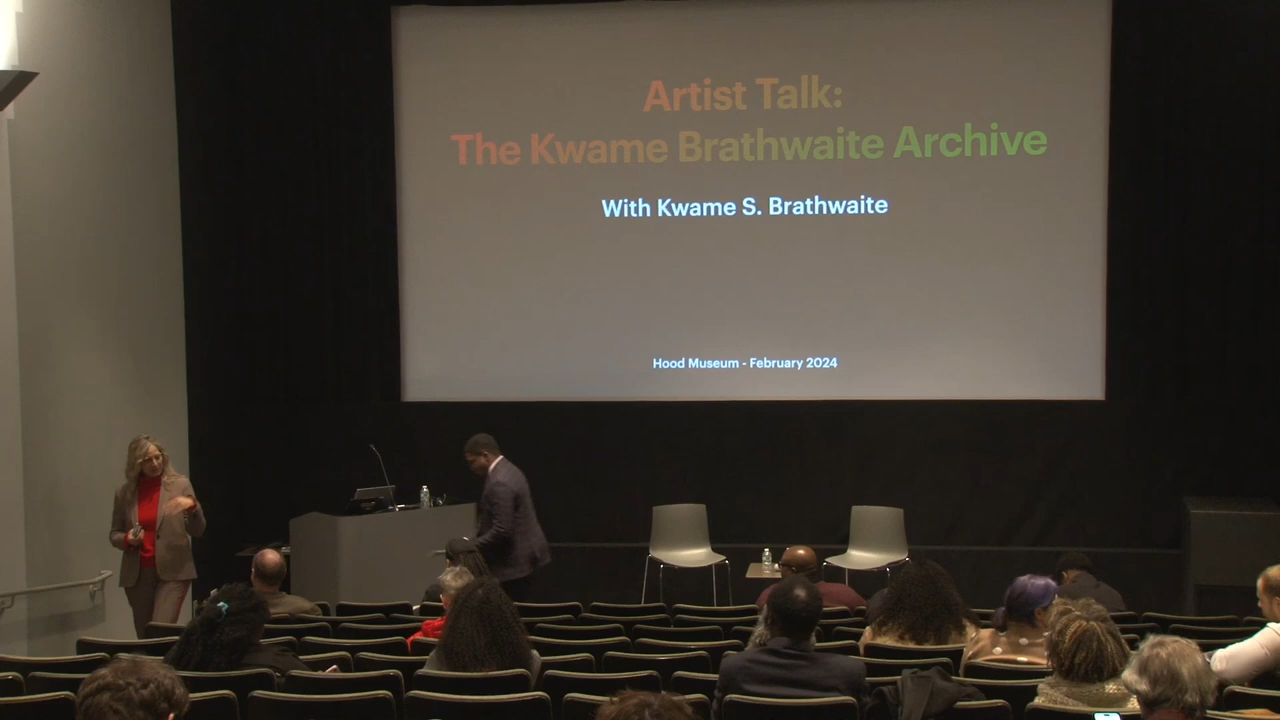 Artist Talk:
The Kwame Brathwaite Archive
With Kwame S. Brathwaite
Hood Museum - February 2024